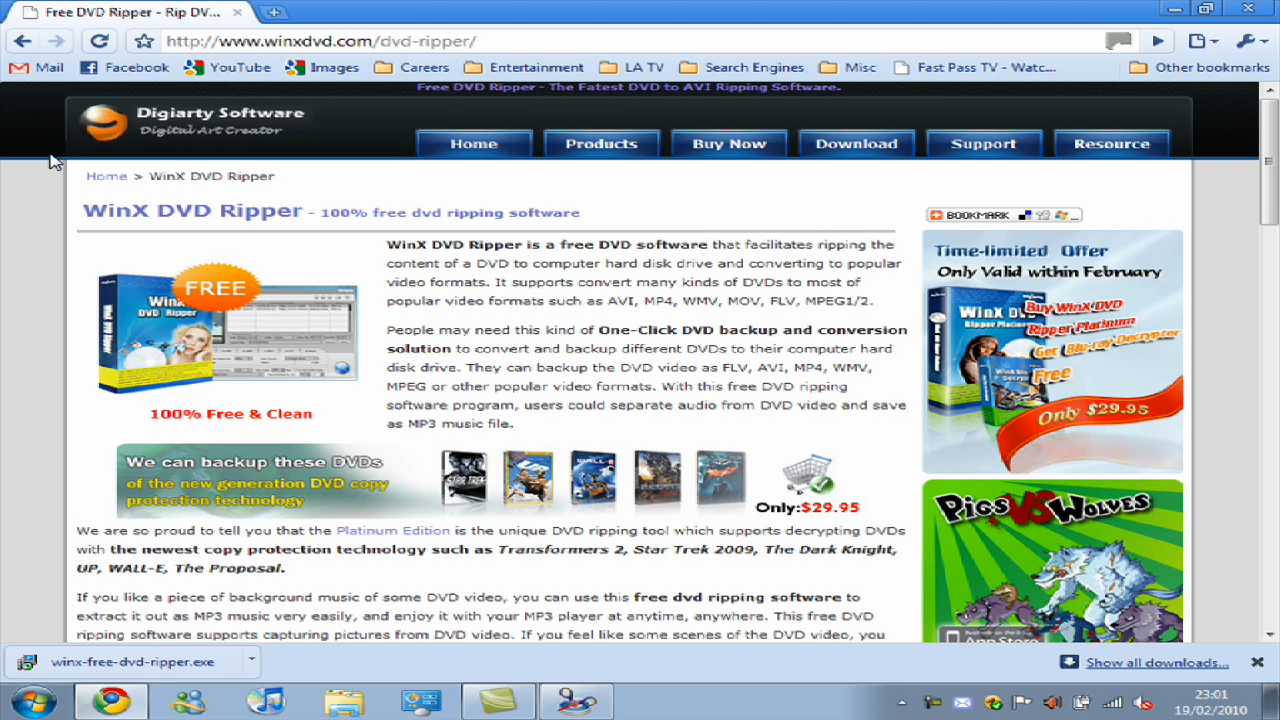 Free DVD Ripper - Rip DV...
http://www.winxdvd.com/dvd-ripper/
Mail Facebook YouTube Images Careers Entertainment LA TV Search Engines Misc Fast Pass TV - Watc... Other bookmarks
Free DVD Ripper - The Fatest DVD to AVI Ripping Software.
Digiarty Software
Digital Art Creator
Home Products Buy Now Download Support Resource
Home > WinX DVD Ripper
WinX DVD Ripper - 100% free dvd ripping software
BOOKMARK
WinX DVD Ripper is a free DVD software that facilitates ripping the
content of a DVD to computer hard disk drive and converting to popular
video formats. It supports convert many kinds of DVDs to most of
popular video formats such as AVI, MP4, WMV, MOV, FLV, MPEG1/2.
FREE
WinX
DVD Ripper
People may need this kind of One-Click DVD backup and conversion
solution to convert and backup different DVDs to their computer hard
disk drive. They can backup the DVD video as FLV, AVI, MP4, WMV,
MPEG or other popular video formats. With this free DVD ripping
software program, users could separate audio from DVD video and save
as MP3 music file.
100% Free & Clean
Time-limited Offer
Only Valid within February
WinX DVD
Ripper Platinum
Buy WinX DVD
Ripper Platinum
Get Blu-ray Decrypter
Free
Only $29.95
We can backup these DVDs
of the new generation DVD copy
protection technology
STAR TREK
Only:$29.95
We are so proud to tell you that the Platinum Edition is the unique DVD ripping tool which supports decrypting DVDs
with the newest copy protection technology such as Transformers 2, Star Trek 2009, The Dark Knight,
UP, WALL-E, The Proposal.
If you like a piece of background music of some DVD video, you can use this free dvd ripping software to
extract it out as MP3 music very easily, and enjoy it with your MP3 player at anytime, anywhere. This free DVD
ripping software supports capturing pictures from DVD video. If you feel like some scenes of the DVD video, you
PIGS VS WOLVES
App Store
winx-free-dvd-ripper.exe
Show all downloads...
23:01
19/02/2010